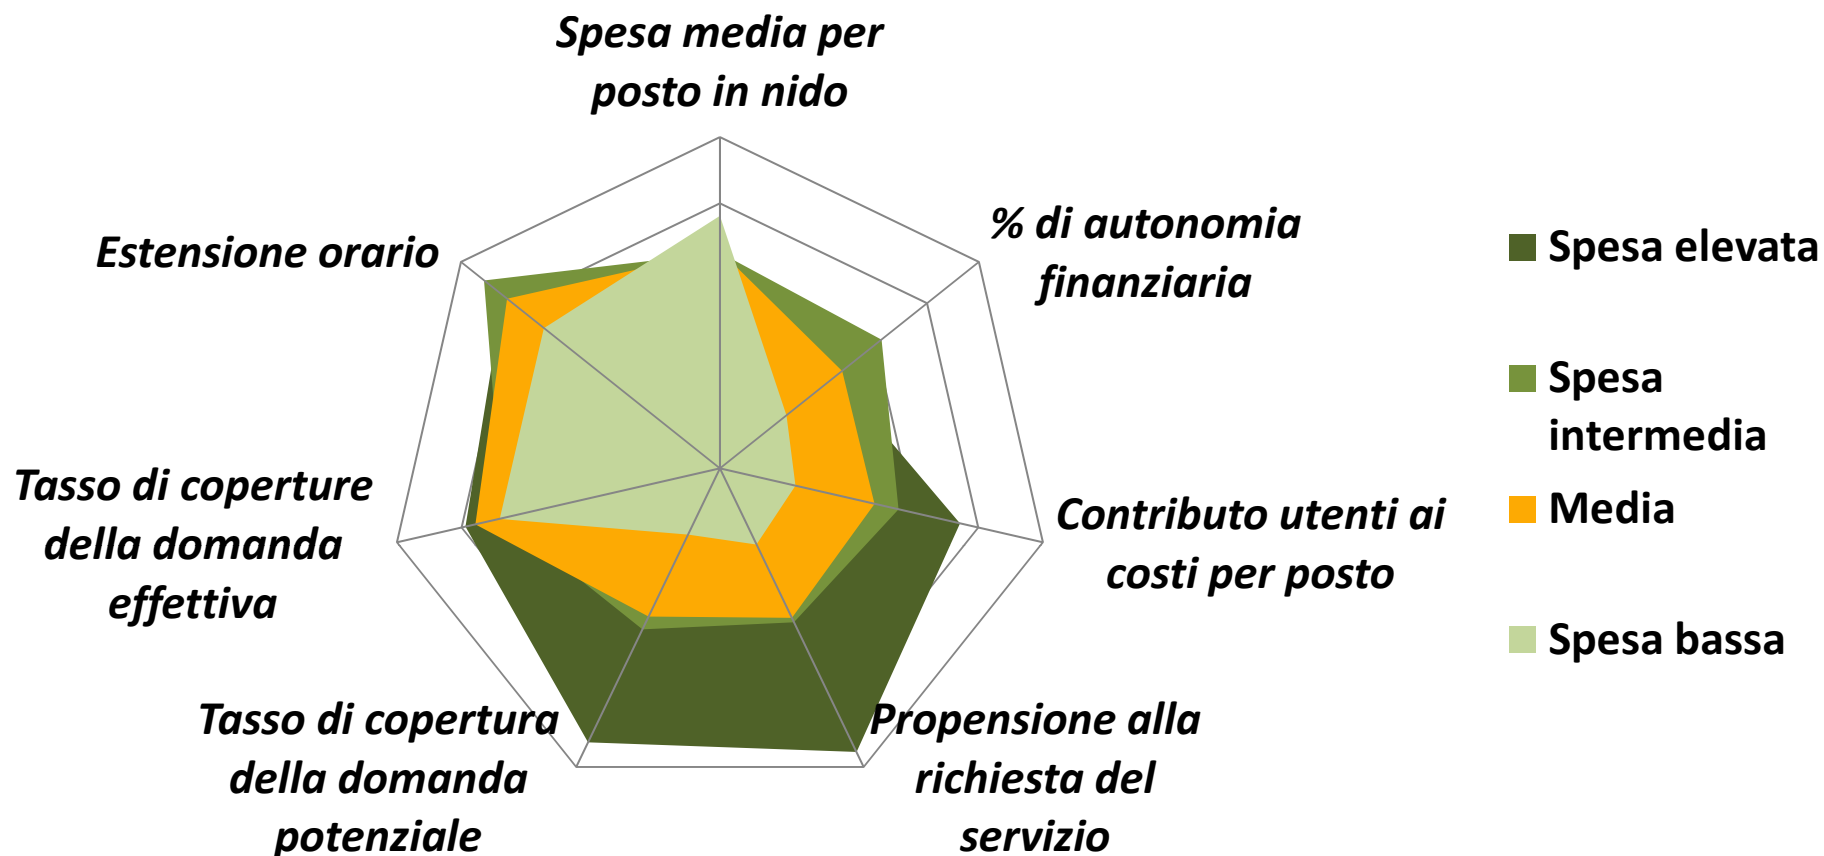 Spesa media per
posto in nido
% di autonomia
finanziaria
Contributo utenti ai
costi per posto
Propensione alla
richiesta del
servizio
Tasso di copertura
della domanda
potenziale
Tasso di coperture
della domanda
effettiva
Estensione orario
Spesa elevata
Spesa
intermedia
Media
Spesa bassa